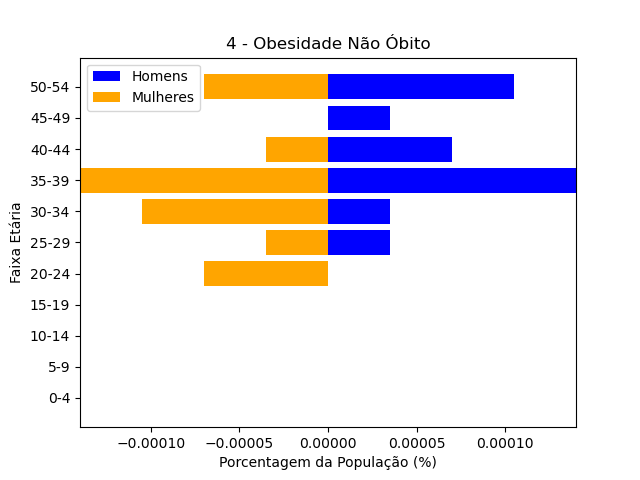 4 - Obesidade Não Óbito
Homens
Mulheres
Faixa Etária
50-54
45-49
40-44
35-39
30-34
25-29
20-24
15-19
10-14
5-9
0-4
−0.00010 −0.00005 0.00000 0.00005 0.00010
Porcentagem da População (%)